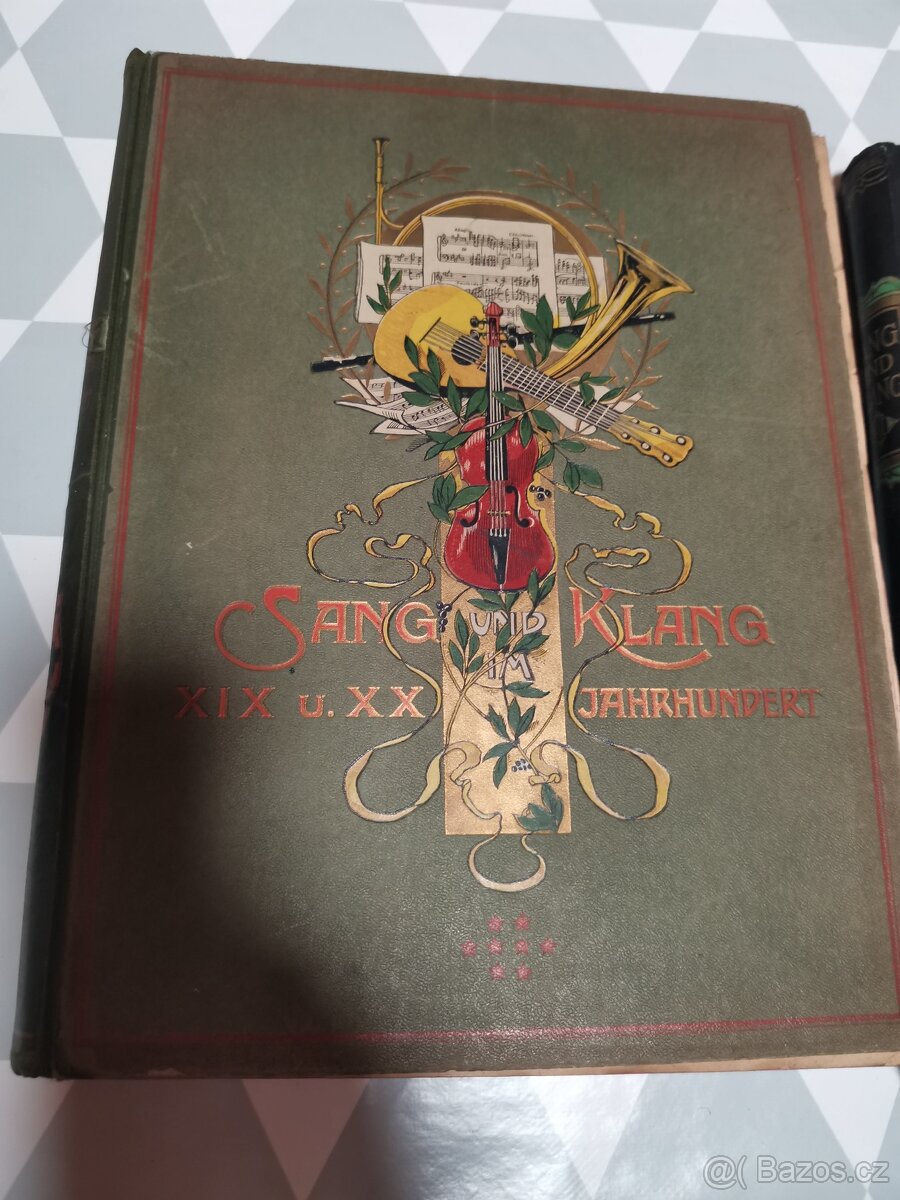 SANG UND KLANG
IM
XIX u. XX JAHRHUNDERT
@( Bazos.cz